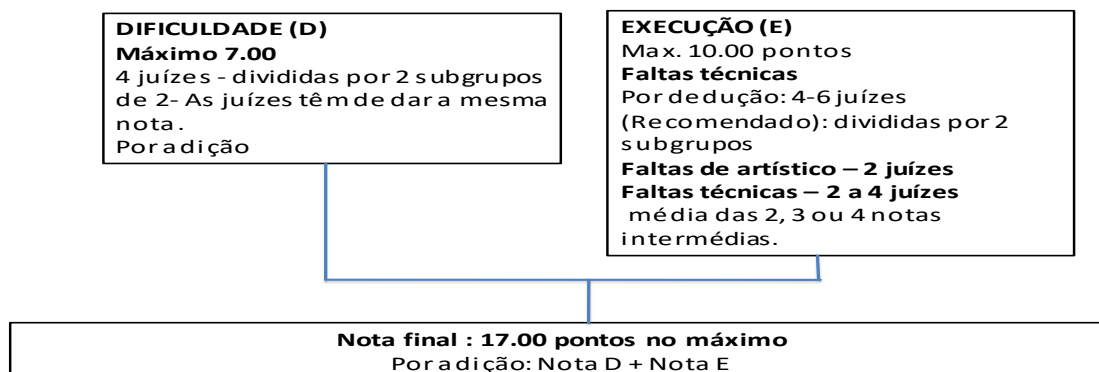 DIFICULDADE (D)
Máximo 7.00
4 juízes - divididas por 2 subgrupos
de 2- As juízes têm de dar a mesma
nota.
Por adição
EXECUÇÃO (E)
Max. 10.00 pontos
Faltas técnicas
Por dedução: 4-6 juízes
(Recomendado): divididas por 2
subgrupos
Faltas de artístico – 2 juízes
Faltas técnicas – 2 a 4 juízes
média das 2, 3 ou 4 notas
intermédias.
Nota final : 17.00 pontos no máximo
Por adição: Nota D + Nota E